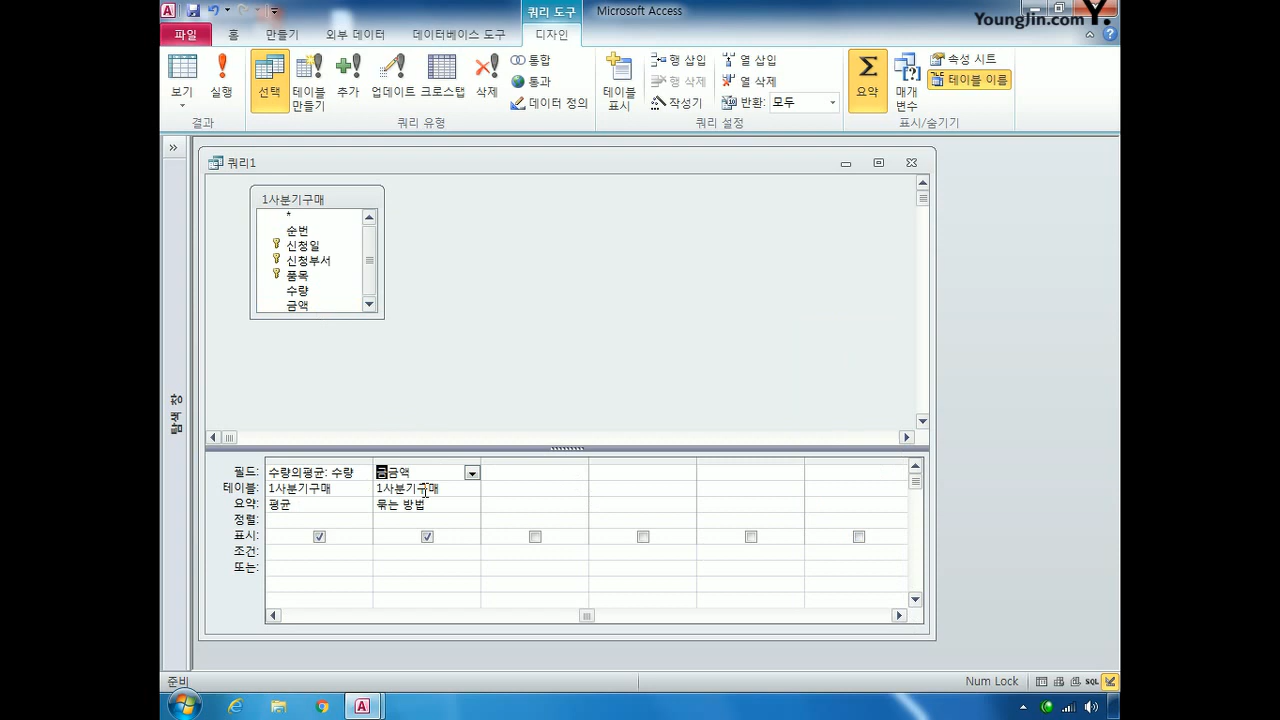 쿼리 도구
Microsoft Access
YoungJin.com Y.
파일
홈
만들기
외부 데이터
데이터베이스 도구
디자인
보기
실행
선택
테이블
만들기
추가
업데이트
크로스탭
삭제
통합
통과
데이터 정의
테이블
표시
행 삽입
행 삭제
작성기
열 삽입
열 삭제
반환: 모두
요약
매개
변수
속성 시트
테이블 이름
결과
쿼리 유형
쿼리 설정
표시/숨기기
쿼리1
1사분기구매
*
순번
신청일
신청부서
품목
수량
금액
탐색 창
필드: 수량의평균: 수량 금금액
테이블: 1사분기구매 1사분기구매
요약: 평균 묶는 방법
정렬:
표시:
조건:
또는:
준비
Num Lock
SQL